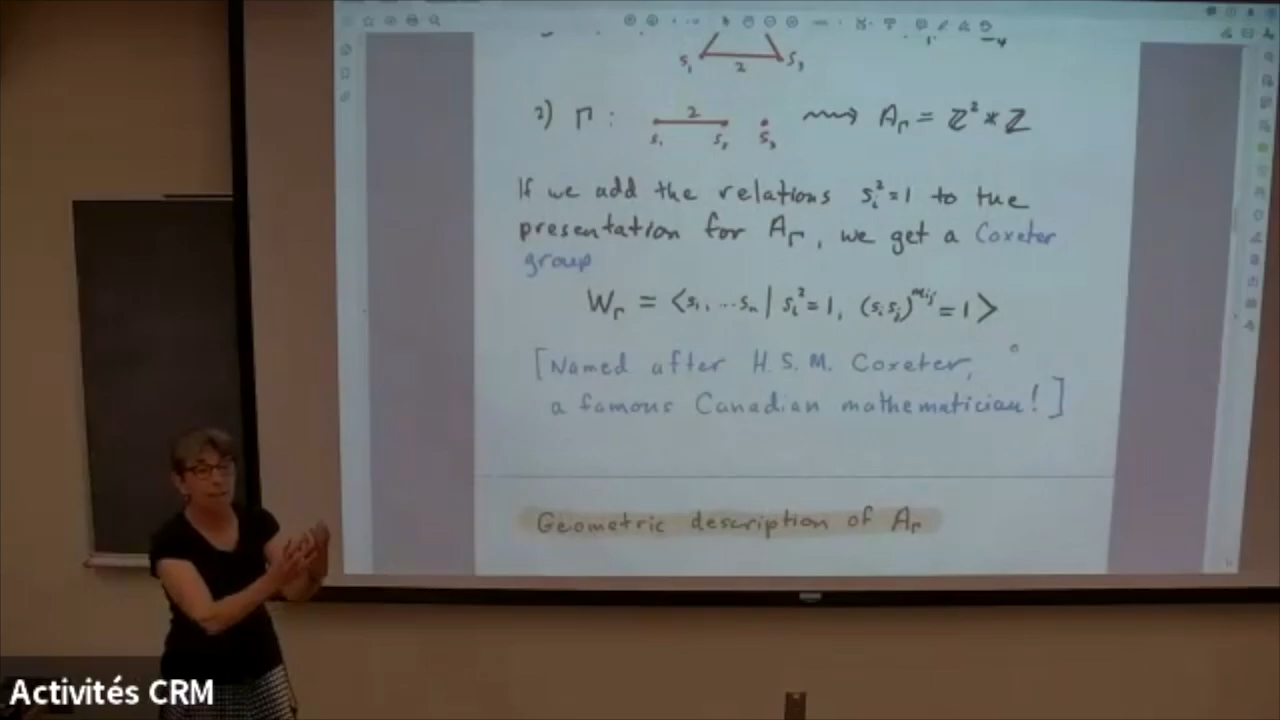 s₁ 2 s₃
2) Γ : s₁ 2 s₂ s₃ ⟿ A_Γ = ℤ² * ℤ
If we add the relations sᵢ² = 1 to the
presentation for A_Γ, we get a Coxeter
group
W_Γ = ⟨s₁, ... sₙ | sᵢ² = 1, (sᵢsⱼ)^mᵢⱼ = 1⟩
[Named after H. S. M. Coxeter,
a famous Canadian mathematician!]
Geometric description of A_Γ
Activités CRM